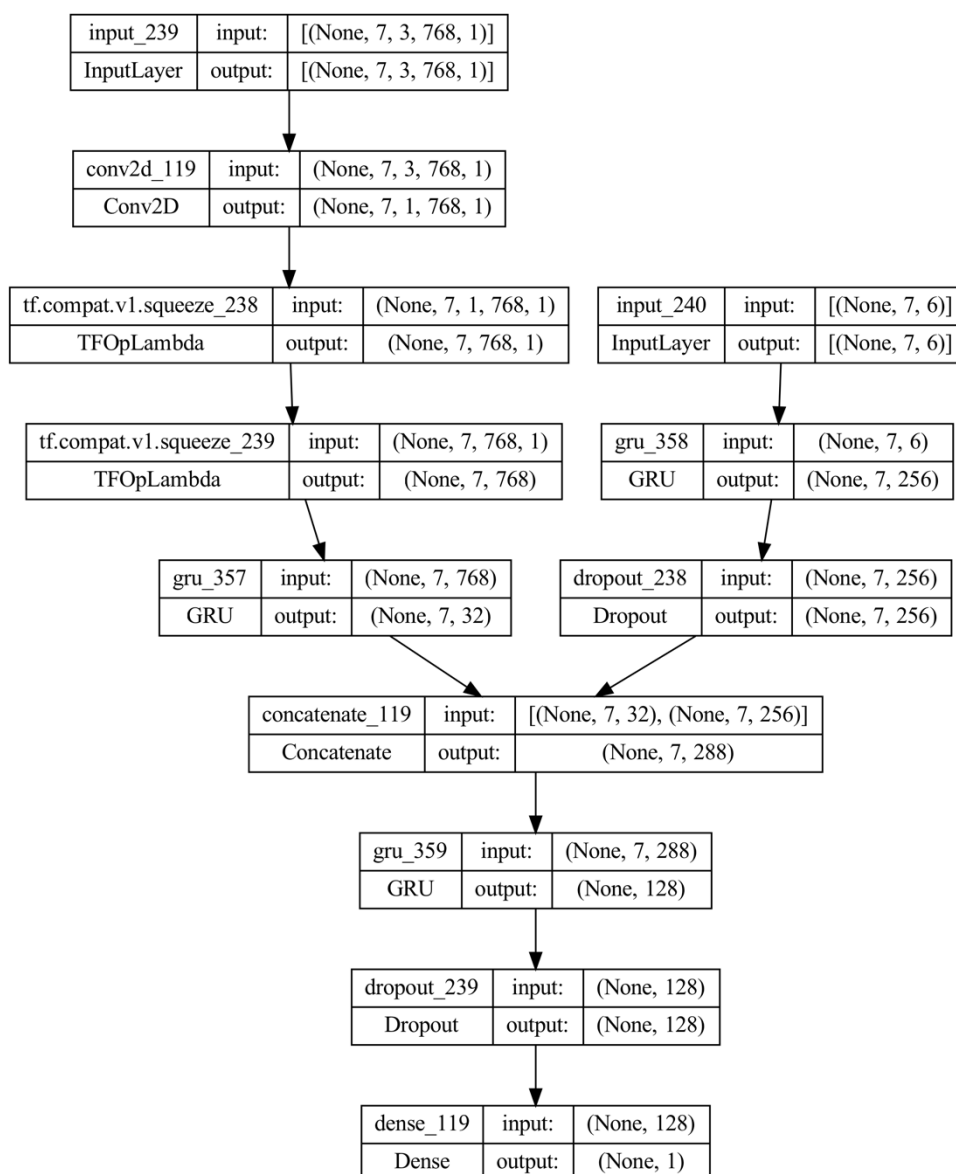 input_239 input: [(None, 7, 3, 768, 1)]
InputLayer output: [(None, 7, 3, 768, 1)]
conv2d_119 input: (None, 7, 3, 768, 1)
Conv2D output: (None, 7, 1, 768, 1)
tf.compat.v1.squeeze_238 input: (None, 7, 1, 768, 1)
TFOpLambda output: (None, 7, 768, 1)
input_240 input: [(None, 7, 6)]
InputLayer output: [(None, 7, 6)]
tf.compat.v1.squeeze_239 input: (None, 7, 768, 1)
TFOpLambda output: (None, 7, 768)
gru_358 input: (None, 7, 6)
GRU output: (None, 7, 256)
gru_357 input: (None, 7, 768)
GRU output: (None, 7, 32)
dropout_238 input: (None, 7, 256)
Dropout output: (None, 7, 256)
concatenate_119 input: [(None, 7, 32), (None, 7, 256)]
Concatenate output: (None, 7, 288)
gru_359 input: (None, 7, 288)
GRU output: (None, 128)
dropout_239 input: (None, 128)
Dropout output: (None, 128)
dense_119 input: (None, 128)
Dense output: (None, 1)